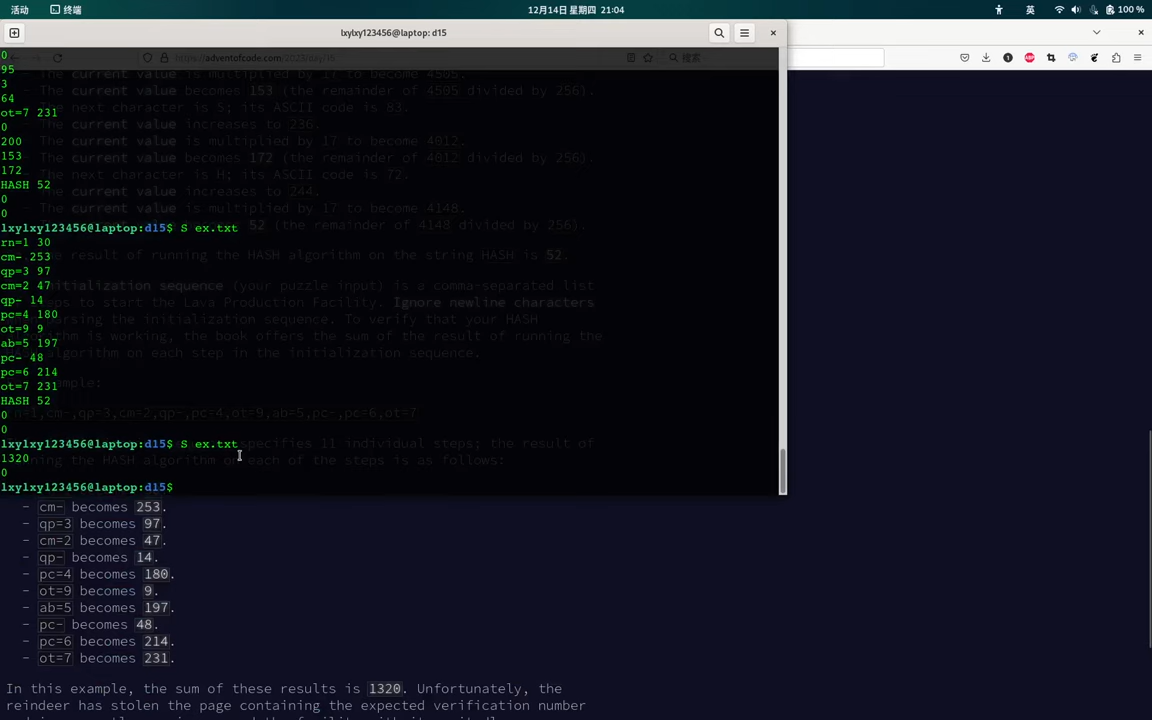 活动
终端
12月14日 星期四 21:04
英
100 %
lxylxy123456@laptop: d15
https://adventofcode.com/2023/day/15
搜索
0
95
3
64
ot=7 231
0
200
153
172
HASH 52
0
0
lxylxy123456@laptop:d15$ S ex.txt
rn=1 30
cm- 253
qp=3 97
cm=2 47
qp- 14
pc=4 180
ot=9 9
ab=5 197
pc- 48
pc=6 214
ot=7 231
HASH 52
0
0
lxylxy123456@laptop:d15$ S ex.txt
1320
0
lxylxy123456@laptop:d15$
- The current value is multiplied by 17 to become 4505.
- The current value becomes 153 (the remainder of 4505 divided by 256).
- The next character is S; its ASCII code is 83.
- The current value increases to 236.
- The current value is multiplied by 17 to become 4012.
- The current value becomes 172 (the remainder of 4012 divided by 256).
- The next character is H; its ASCII code is 72.
- The current value increases to 244.
- The current value is multiplied by 17 to become 4148.
52 (the remainder of 4148 divided by 256).
result of running the HASH algorithm on the string HASH is 52.
initialization sequence (your puzzle input) is a comma-separated list
to start the Lava Production Facility. Ignore newline characters
parsing the initialization sequence. To verify that your HASH
is working, the book offers the sum of the result of running the
algorithm on each step in the initialization sequence.
example:
rn=1,cm-,qp=3,cm=2,qp-,pc=4,ot=9,ab=5,pc-,pc=6,ot=7
specifies 11 individual steps; the result of
the HASH algorithm on each of the steps is as follows:
- cm- becomes 253.
- qp=3 becomes 97.
- cm=2 becomes 47.
- qp- becomes 14.
- pc=4 becomes 180.
- ot=9 becomes 9.
- ab=5 becomes 197.
- pc- becomes 48.
- pc=6 becomes 214.
- ot=7 becomes 231.
In this example, the sum of these results is 1320. Unfortunately, the
reindeer has stolen the page containing the expected verification number